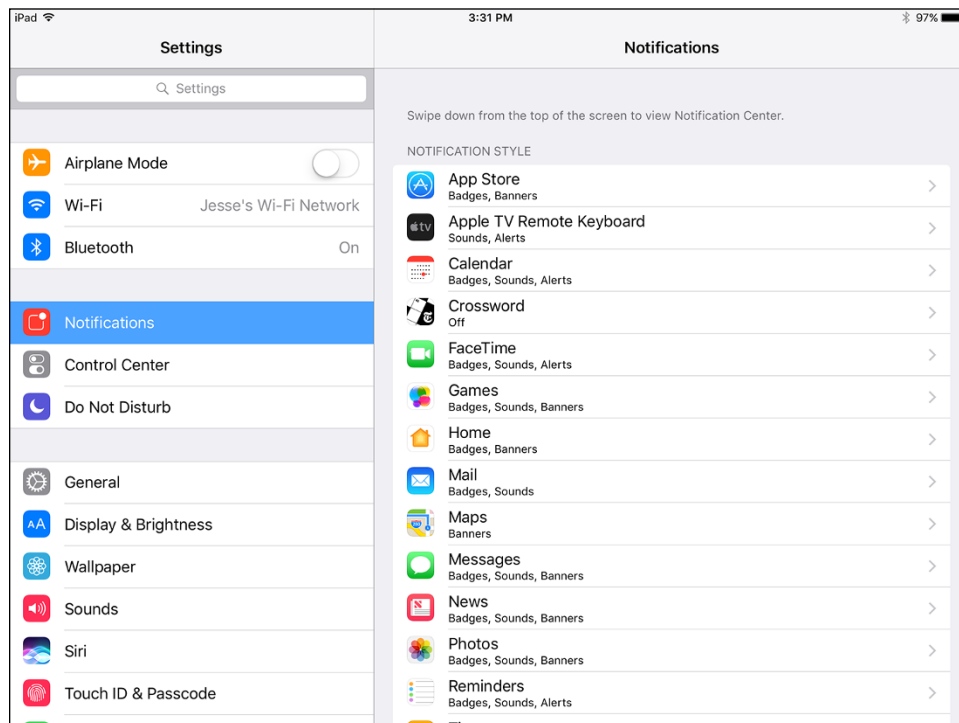 iPad
3:31 PM
97%
Settings
Notifications
Settings
Airplane Mode
Wi-Fi
Jesse's Wi-Fi Network
Bluetooth
On
Notifications
Control Center
Do Not Disturb
General
AA
Display & Brightness
Wallpaper
Sounds
Siri
Touch ID & Passcode
Swipe down from the top of the screen to view Notification Center.
NOTIFICATION STYLE
App Store
Badges, Banners
tv
Apple TV Remote Keyboard
Sounds, Alerts
Calendar
Badges, Sounds, Alerts
Crossword
Off
FaceTime
Badges, Sounds, Alerts
Games
Badges, Sounds, Banners
Home
Badges, Banners
Mail
Badges, Sounds
Maps
Banners
Messages
Badges, Sounds, Banners
News
Badges, Sounds, Banners
Photos
Badges, Sounds, Banners
Reminders
Badges, Sounds, Alerts